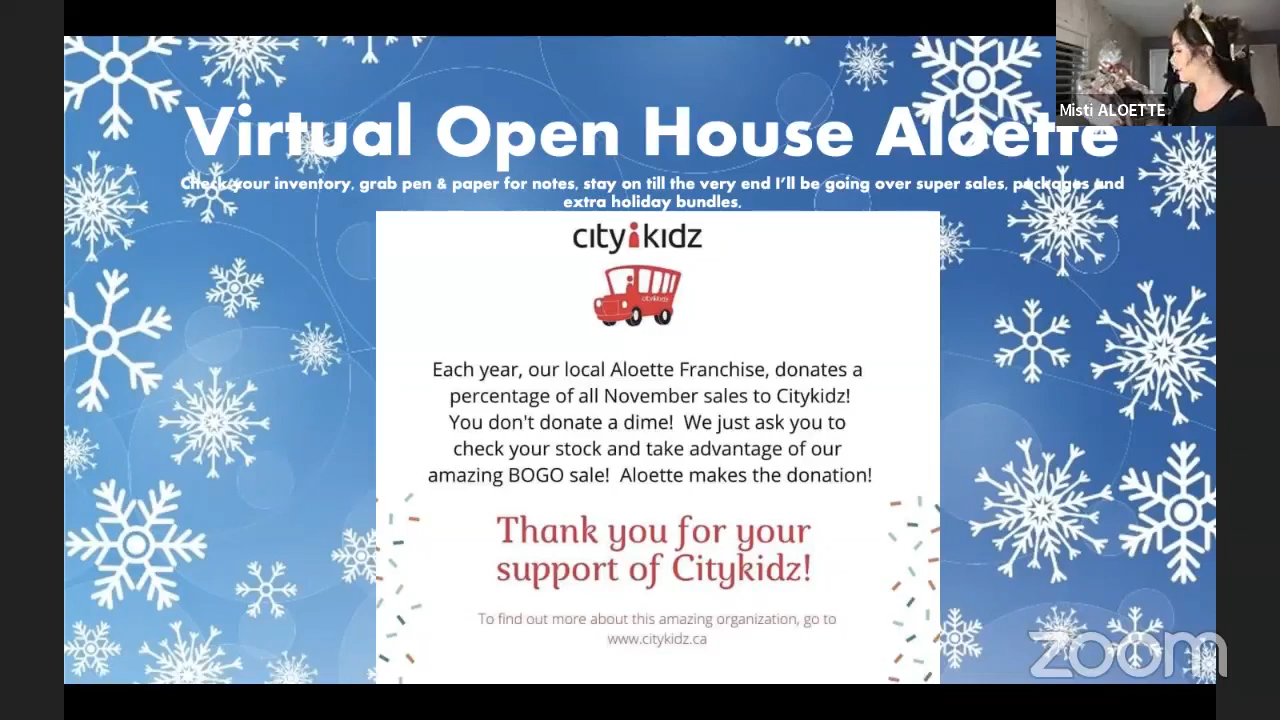 Misti ALOETTE
Virtual Open House Aloette
Check your inventory, grab pen & paper for notes, stay on till the very end I'll be going over super sales, packages and
extra holiday bundles.
citykidz
citykidz
Each year, our local Aloette Franchise, donates a
percentage of all November sales to Citykidz!
You don't donate a dime! We just ask you to
check your stock and take advantage of our
amazing BOGO sale! Aloette makes the donation!
Thank you for your
support of Citykidz!
To find out more about this amazing organization, go to
www.citykidz.ca
zoom